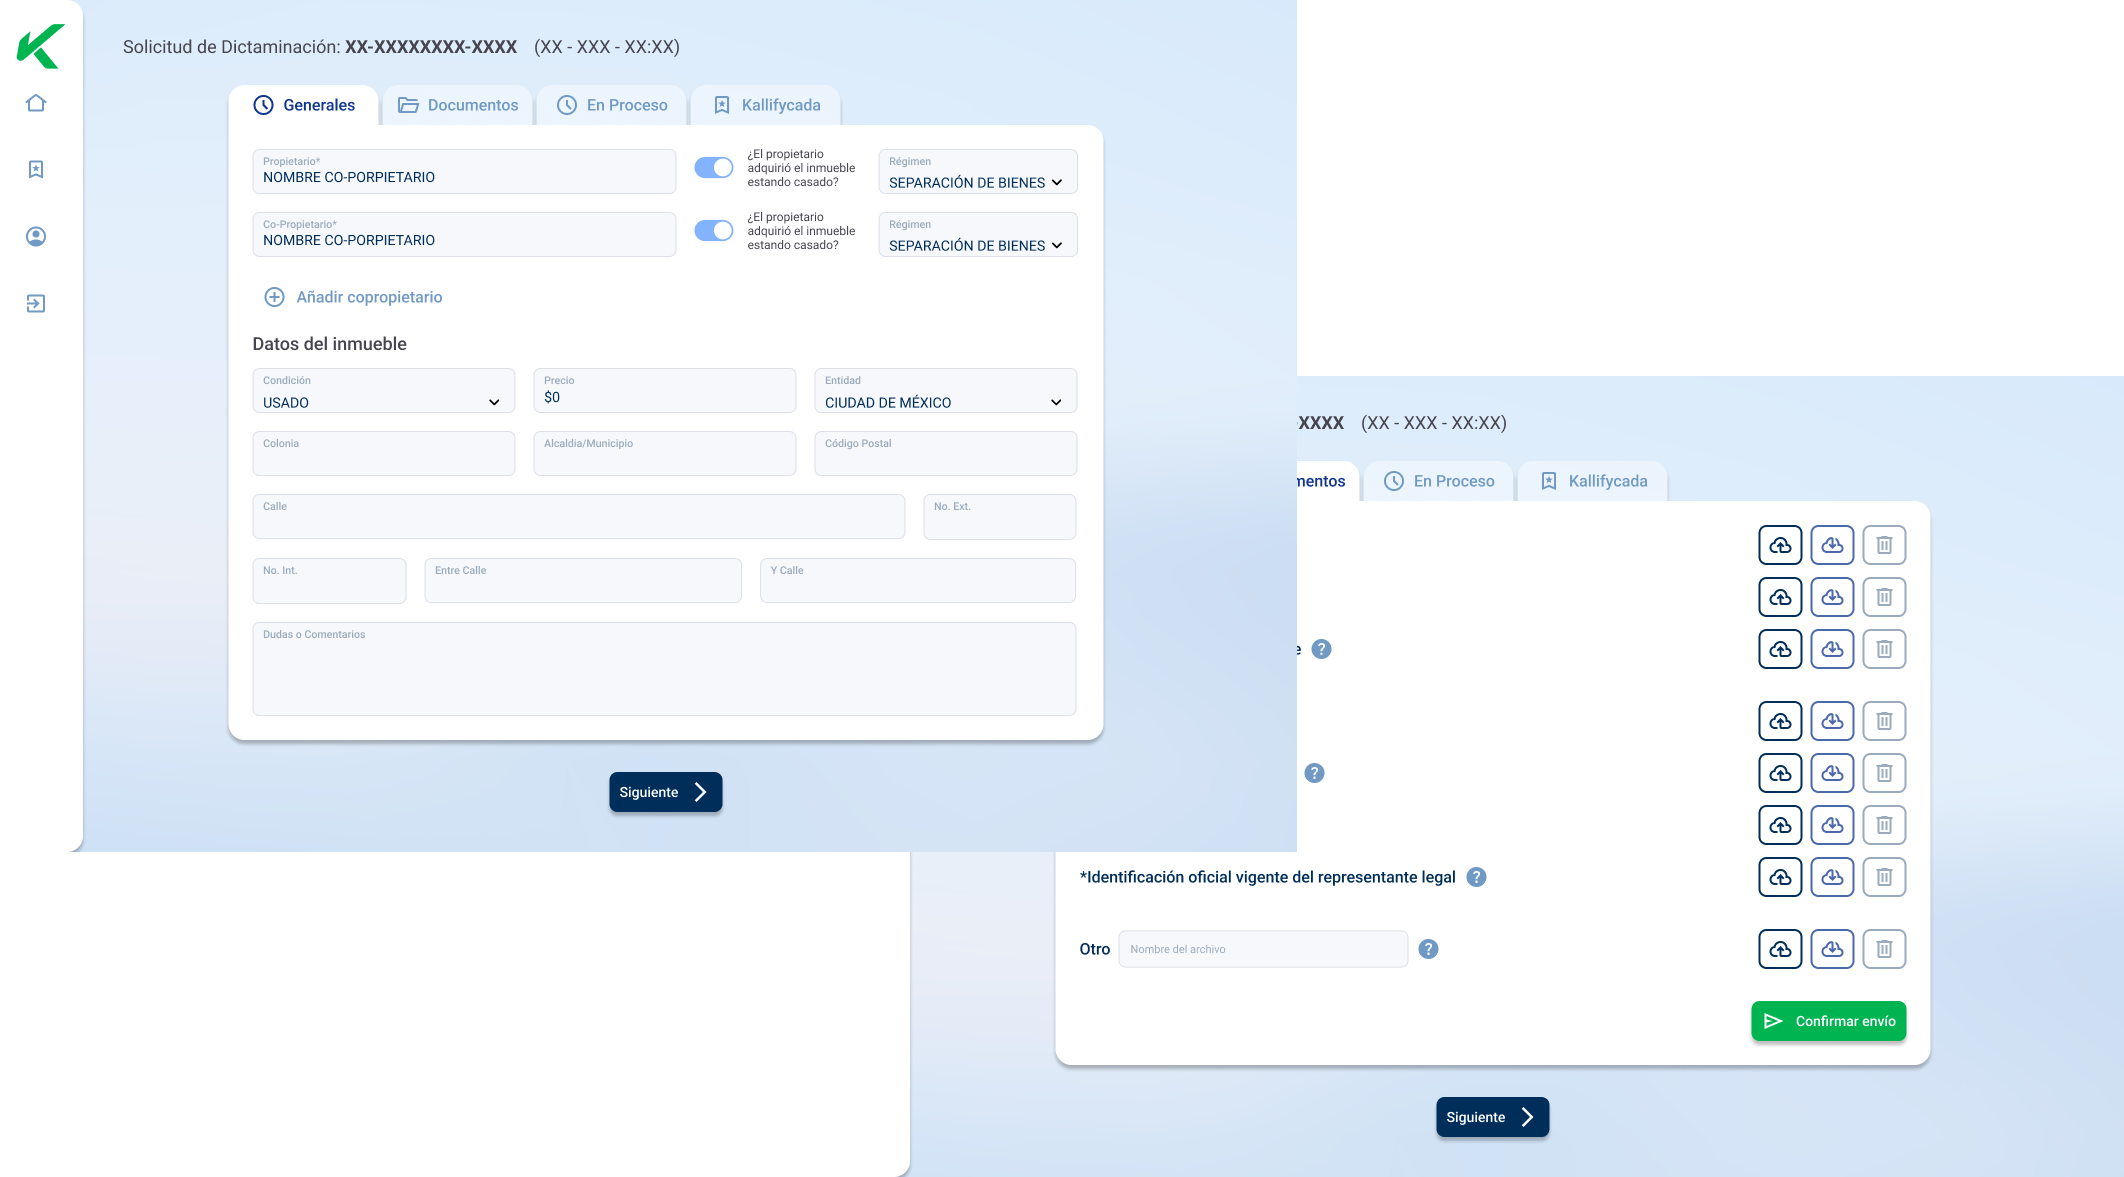 Solicitud de Dictaminación: XX-XXXXXXXX-XXXX (XX - XXX - XX:XX)
Generales
Documentos
En Proceso
Kallifycada
Propietario*
NOMBRE CO-PORPIETARIO
¿El propietario
adquirió el inmueble
estando casado?
Régimen
SEPARACIÓN DE BIENES
Co-Propietario*
NOMBRE CO-PORPIETARIO
¿El propietario
adquirió el inmueble
estando casado?
Régimen
SEPARACIÓN DE BIENES
Añadir copropietario
Datos del inmueble
Condición
USADO
Precio
$0
Entidad
CIUDAD DE MÉXICO
Colonia
Alcaldia/Municipio
Código Postal
Calle
No. Ext.
No. Int.
Entre Calle
Y Calle
Dudas o Comentarios
Siguiente
XXXX (XX - XXX - XX:XX)
mentos
En Proceso
Kallifycada
e ?
?
*Identificación oficial vigente del representante legal ?
Otro
Nombre del archivo
?
Confirmar envío
Siguiente